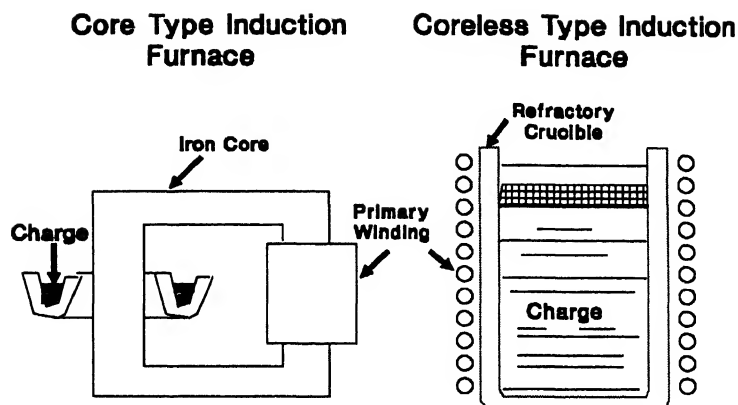 Core Type Induction
Furnace
Coreless Type Induction
Furnace
Refractory
Crucible
Iron Core
Primary
Winding
Charge
Charge